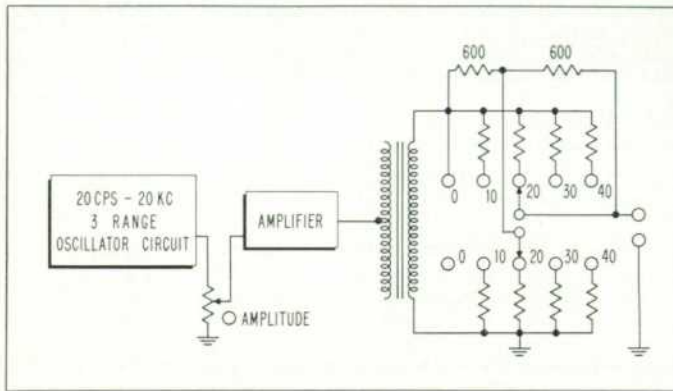 600 600
20 CPS – 20 KC
3 RANGE
OSCILLATOR CIRCUIT
AMPLIFIER
AMPLITUDE
0 10 20 30 40
0 10 20 30 40